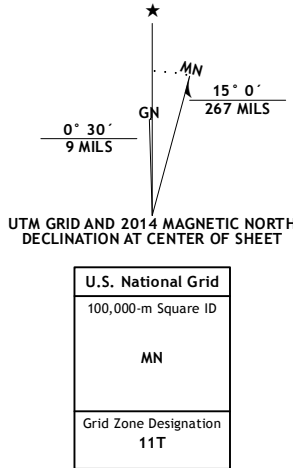 ★
MN
15° 0´
267 MILS
GN
0° 30´
9 MILS
UTM GRID AND 2014 MAGNETIC NORTH
DECLINATION AT CENTER OF SHEET
U.S. National Grid
100,000-m Square ID
MN
Grid Zone Designation
11T